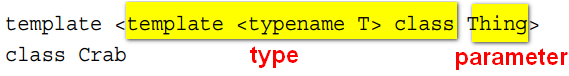 template <template <typename T> class Thing>
class Crab type parameter